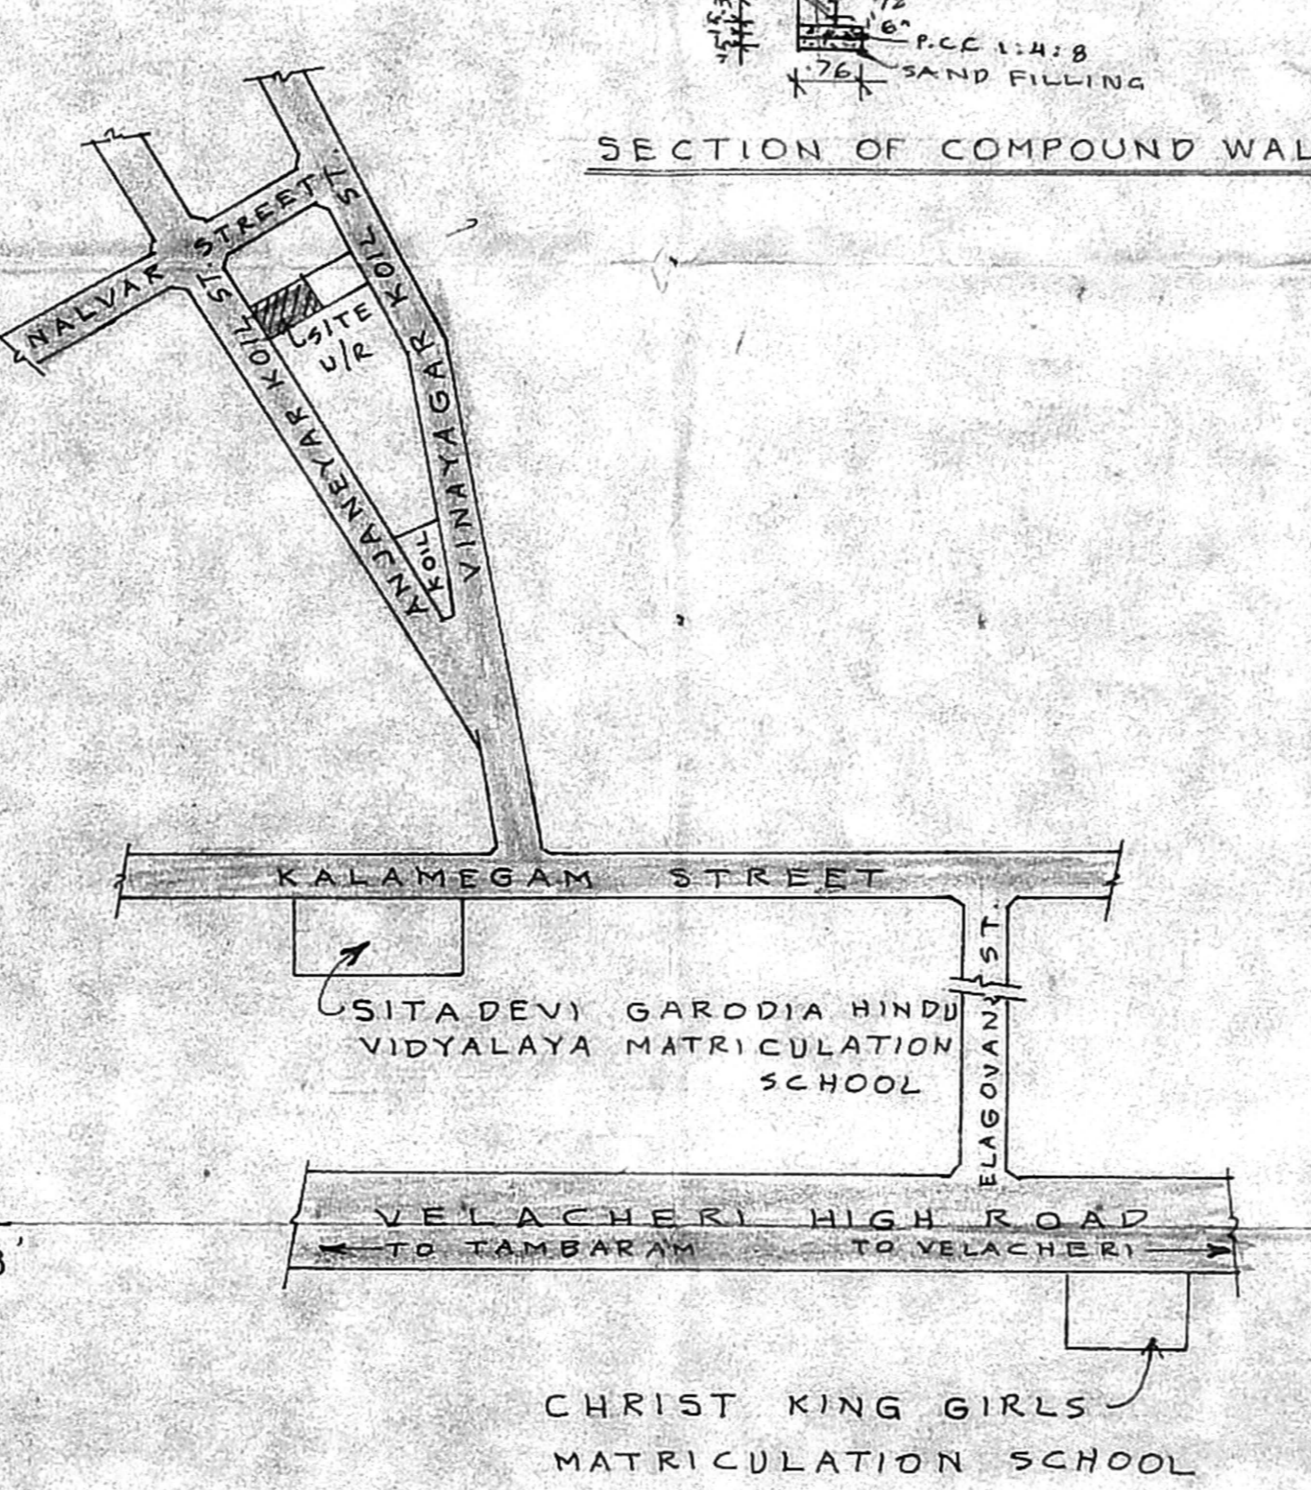 6"
P.C.C 1:4:8
.76
SAND FILLING
SECTION OF COMPOUND WAL
NALVAR STREET
VINAYAGAR KOIL ST.
ANJANEYAR KOIL ST.
SITE
U/R
KOIL
KALAMEGAM STREET
ELAGOVAN ST.
SITADEVI GARODIA HINDU
VIDYALAYA MATRICULATION
SCHOOL
VELACHERI HIGH ROAD
TO TAMBARAM TO VELACHERI
CHRIST KING GIRLS
MATRICULATION SCHOOL